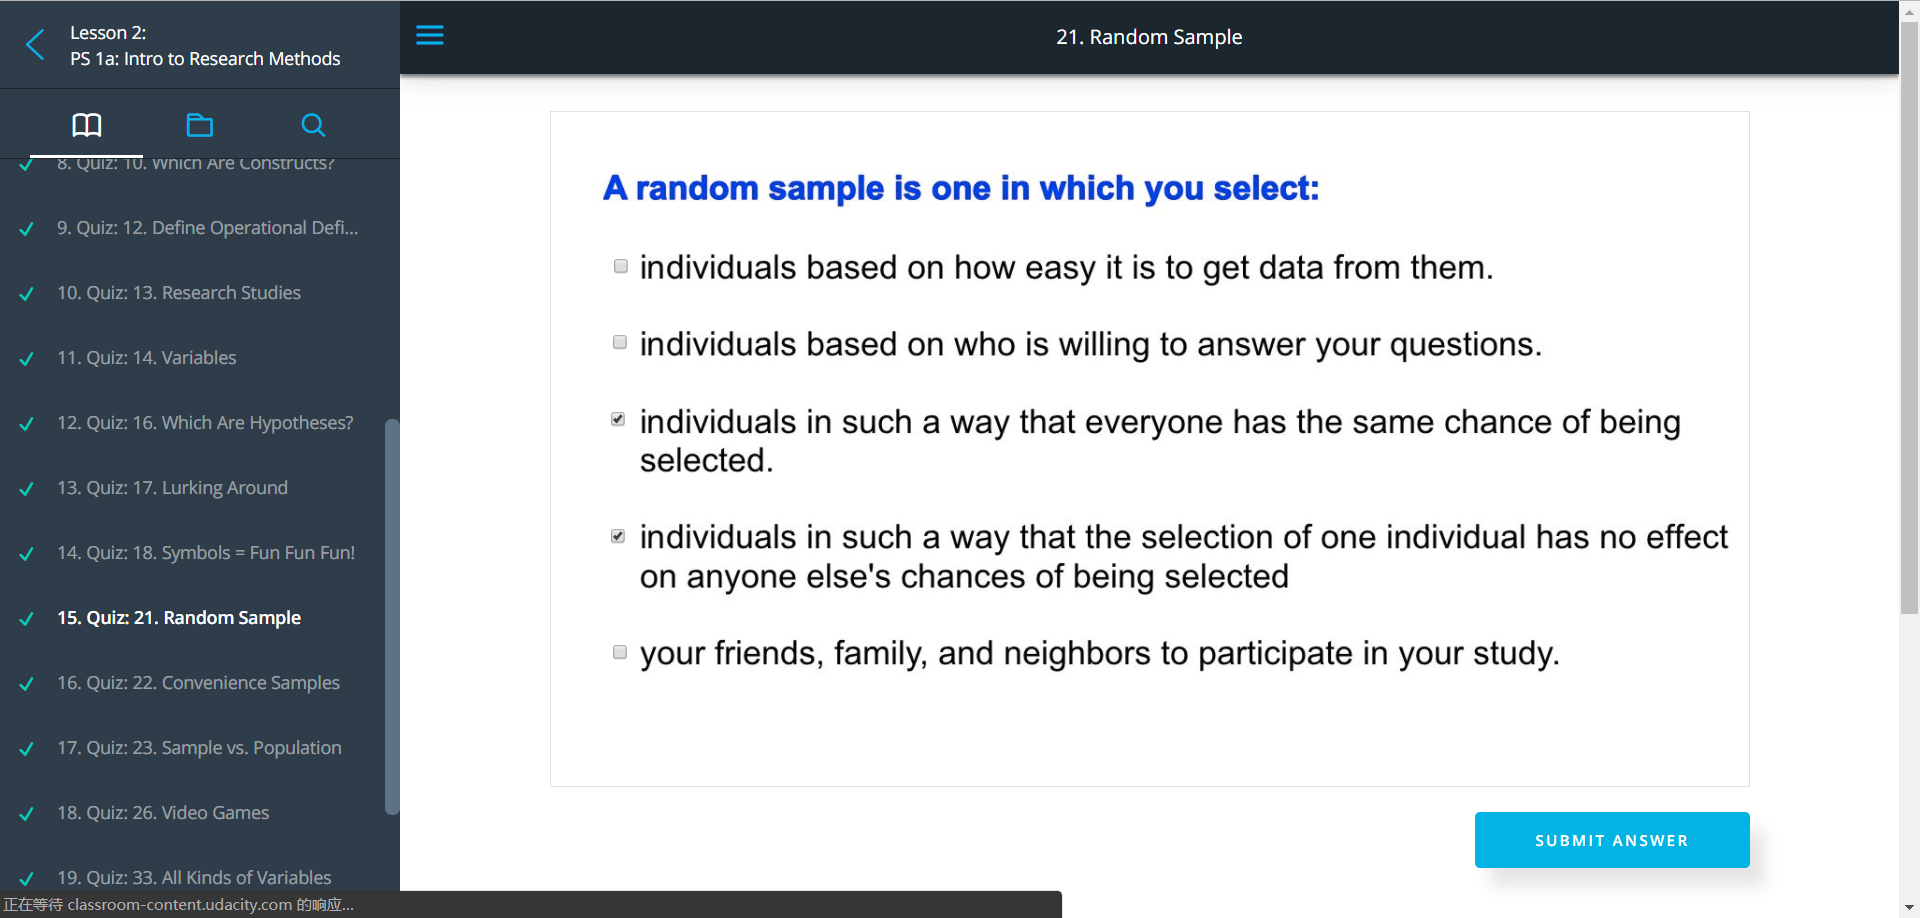 Lesson 2:
PS 1a: Intro to Research Methods
8. Quiz: 10. Which Are Constructs?
9. Quiz: 12. Define Operational Defi...
10. Quiz: 13. Research Studies
11. Quiz: 14. Variables
12. Quiz: 16. Which Are Hypotheses?
13. Quiz: 17. Lurking Around
14. Quiz: 18. Symbols = Fun Fun Fun!
15. Quiz: 21. Random Sample
16. Quiz: 22. Convenience Samples
17. Quiz: 23. Sample vs. Population
18. Quiz: 26. Video Games
19. Quiz: 33. All Kinds of Variables
正在等待 classroom-content.udacity.com 的响应...
21. Random Sample
A random sample is one in which you select:
individuals based on how easy it is to get data from them.
individuals based on who is willing to answer your questions.
individuals in such a way that everyone has the same chance of being
selected.
individuals in such a way that the selection of one individual has no effect
on anyone else's chances of being selected
your friends, family, and neighbors to participate in your study.
SUBMIT ANSWER